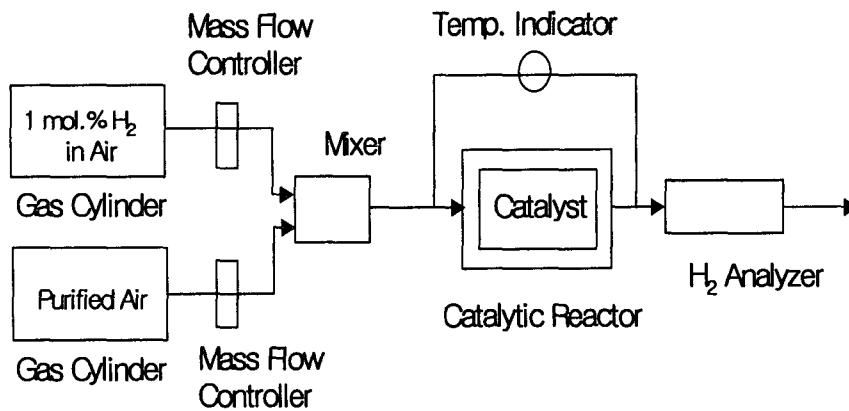 Mass Flow
Controller
Temp. Indicator
1 mol.% H₂
in Air
Mixer
Gas Cylinder
Catalyst
Purified Air
H₂ Analyzer
Catalytic Reactor
Gas Cylinder
Mass Flow
Controller